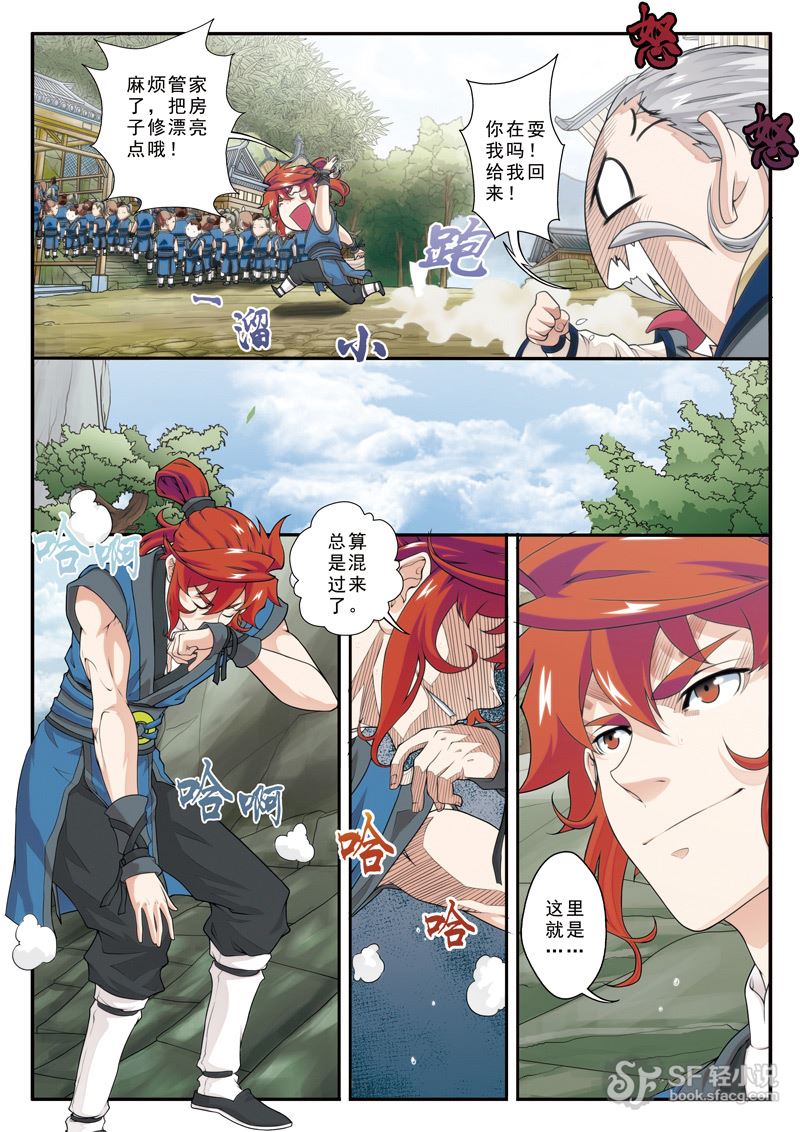 怒
怒
麻烦管家
了，把房
子修漂亮
点哦！
你在耍
我吗！
给我回
来！
一溜小跑
哈啊
哈啊
总算
是混
过来
了。
哈
哈
这里
就是
……
SF 轻小说
book.sfacg.com